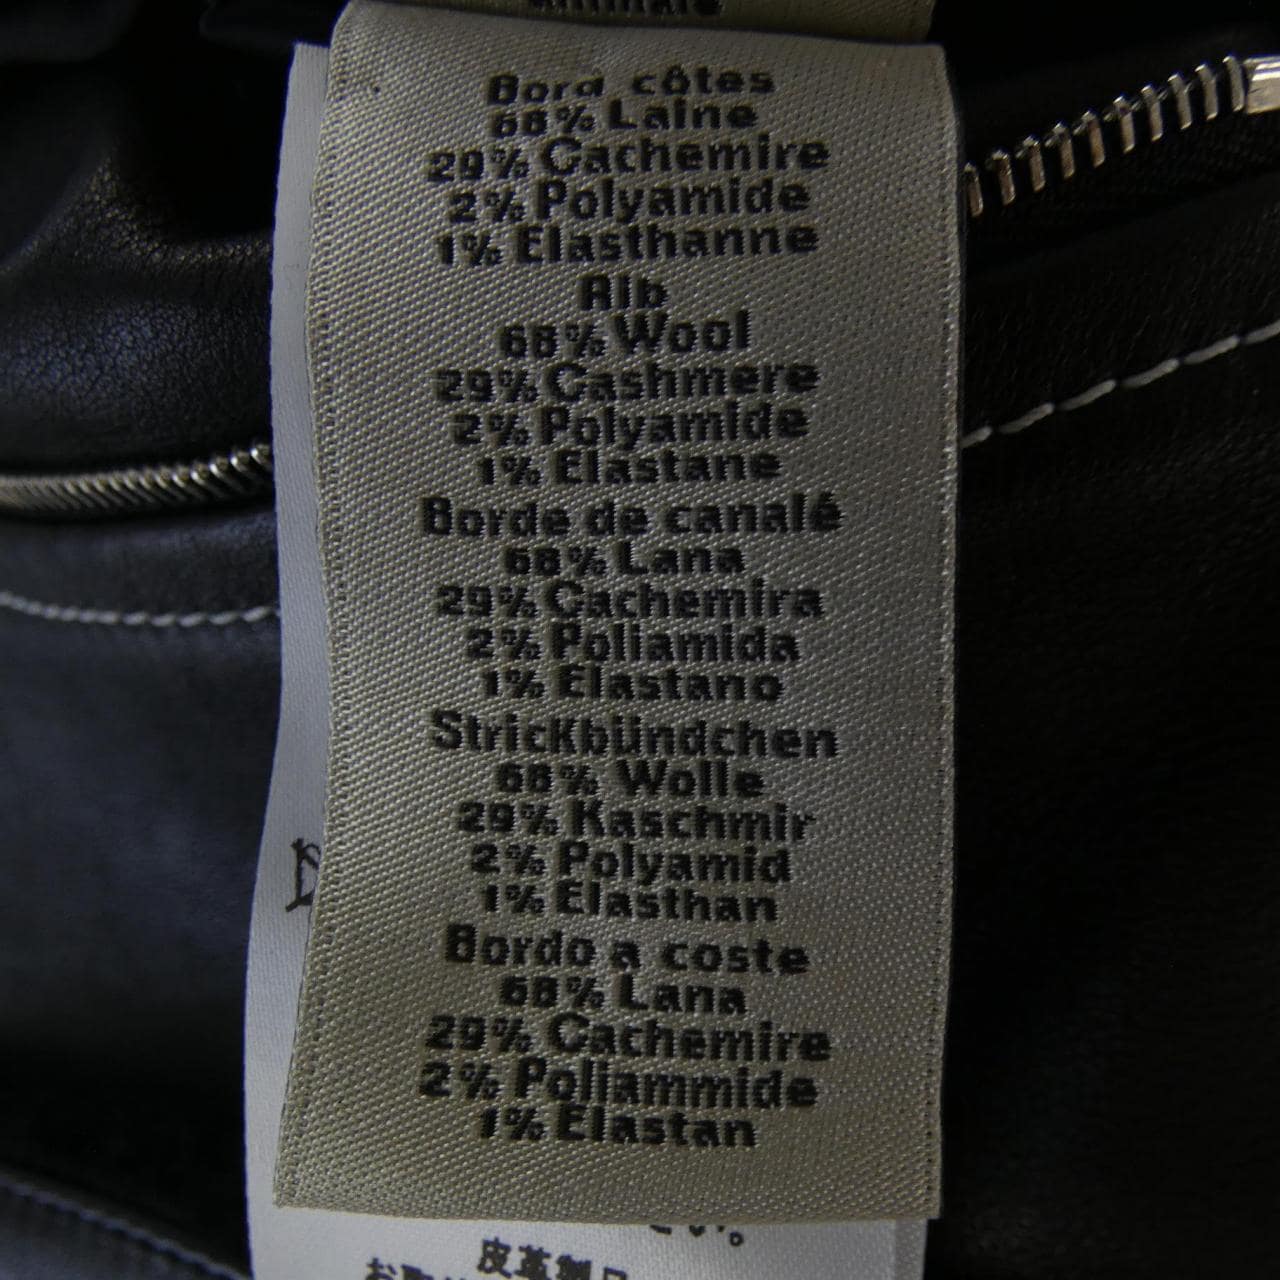 Bord côtes
68% Laine
29% Cachemire
2% Polyamide
1% Elasthanne
Rib
68% Wool
29% Cashmere
2% Polyamide
1% Elastane
Borde de canalé
68% Lana
29% Cachemira
2% Poliamida
1% Elastano
Strickbündchen
68% Wolle
29% Kaschmir
2% Polyamid
1% Elasthan
Bordo a coste
68% Lana
29% Cachemire
2% Poliammide
1% Elastan
皮革製品